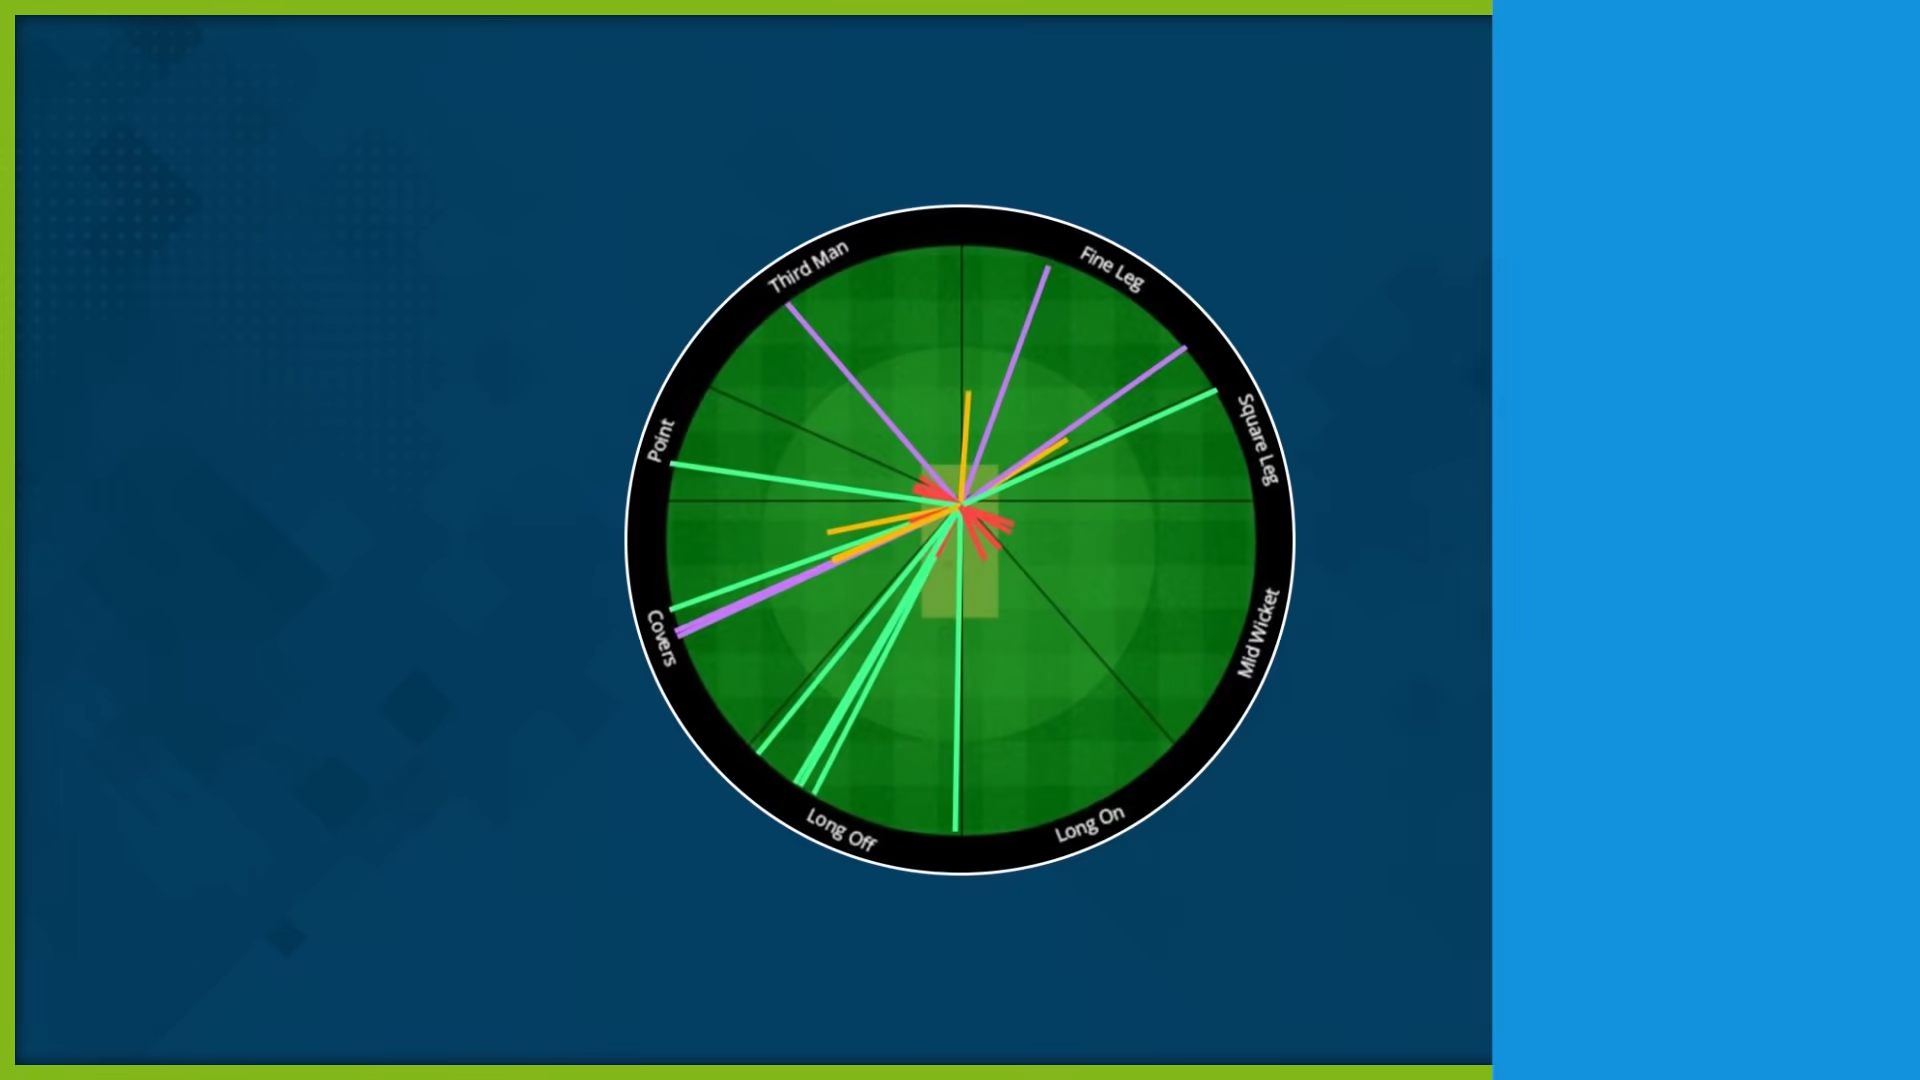 Third Man
Fine Leg
Point
Square Leg
Covers
Mid Wicket
Long Off
Long On